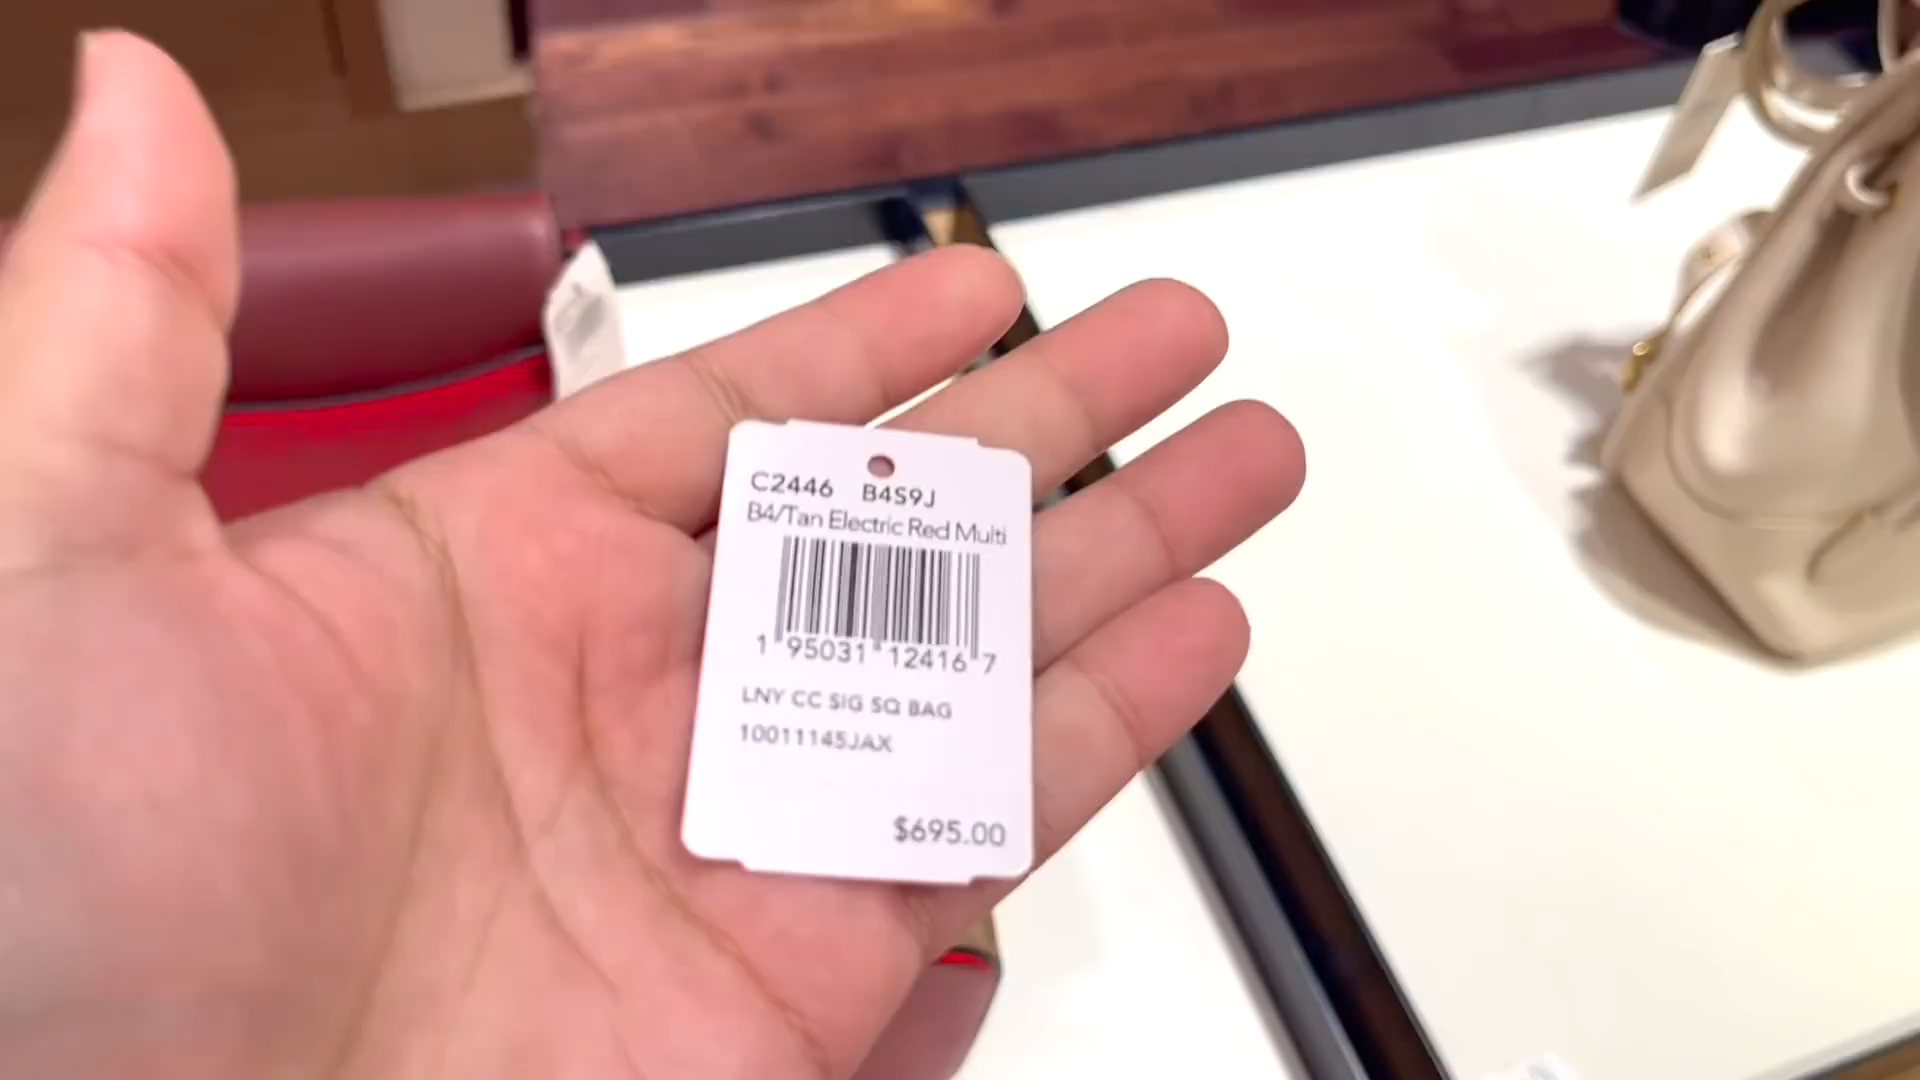 C2446 B4S9J
B4/Tan Electric Red Multi
1 95031 12416 7
LNY CC SIG SQ BAG
10011145JAX
$695.00